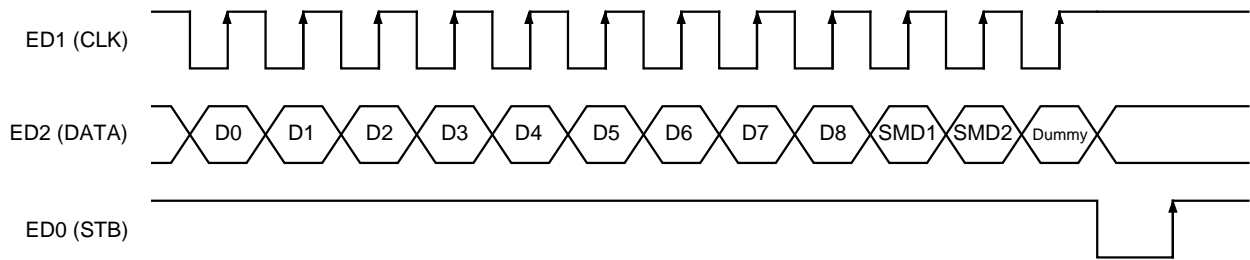 ED1 (CLK)
ED2 (DATA) D0 D1 D2 D3 D4 D5 D6 D7 D8 SMD1 SMD2 Dummy
ED0 (STB)